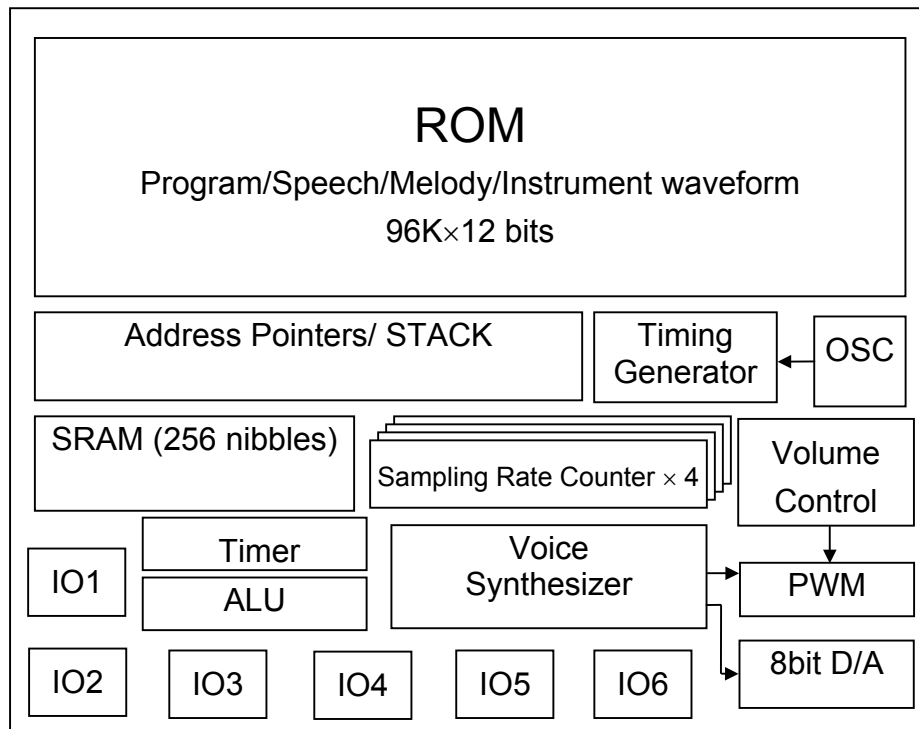 ROM
Program/Speech/Melody/Instrument waveform
96K×12 bits
Address Pointers/ STACK
Timing
Generator
OSC
SRAM (256 nibbles)
Sampling Rate Counter × 4
Volume
Control
Timer
ALU
Voice
Synthesizer
IO1
PWM
IO2
IO3
IO4
IO5
IO6
8bit D/A